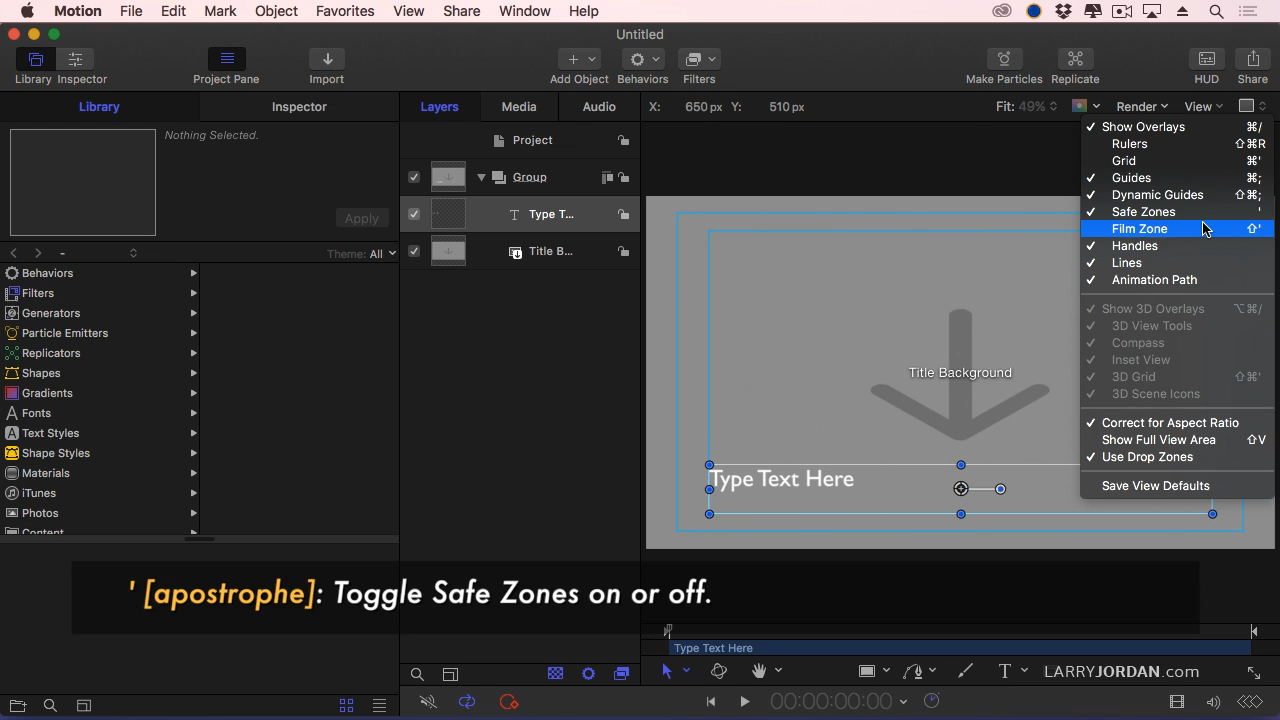 Motion File Edit Mark Object Favorites View Share Window Help
Untitled
Library Inspector
Project Pane
Import
Add Object Behaviors Filters
Make Particles Replicate
HUD Share
Library Inspector
Layers Media Audio
X: 650 px Y: 510 px
Fit: 49%
Render View
Nothing Selected.
Apply
-
Theme: All
Behaviors
Filters
Generators
Particle Emitters
Replicators
Shapes
Gradients
Fonts
Text Styles
Shape Styles
Materials
iTunes
Photos
Content
Project
Group
Type T...
Title B...
✓ Show Overlays ⌘/
Rulers ⇧⌘R
Grid ⌘'
✓ Guides ⌘;
✓ Dynamic Guides ⇧⌘;
✓ Safe Zones '
Film Zone ⇧'
✓ Handles
✓ Lines
✓ Animation Path
✓ Show 3D Overlays ⌥⌘/
✓ 3D View Tools
✓ Compass
✓ Inset View
✓ 3D Grid ⇧⌘'
✓ 3D Scene Icons
✓ Correct for Aspect Ratio
Show Full View Area ⇧V
✓ Use Drop Zones
Save View Defaults
Title Background
Type Text Here
' [apostrophe]: Toggle Safe Zones on or off.
Type Text Here
T
LARRYJORDAN.com
00:00:00:00